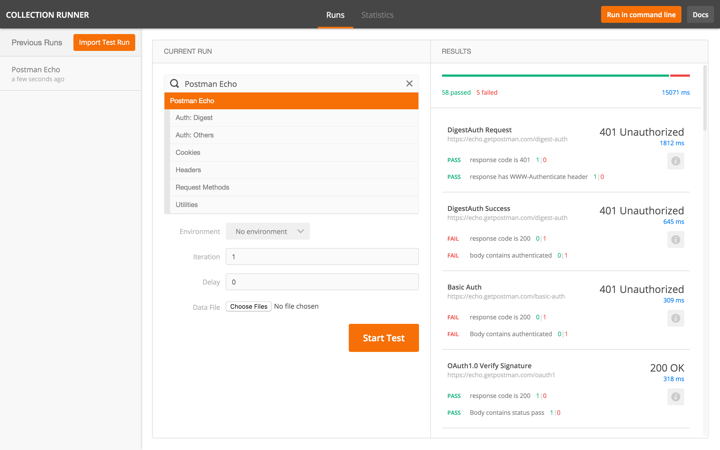 COLLECTION RUNNER
Runs
Statistics
Run in command line
Docs
Previous Runs
Import Test Run
Postman Echo
a few seconds ago
CURRENT RUN
Postman Echo
Postman Echo
Auth: Digest
Auth: Others
Cookies
Headers
Request Methods
Utilities
Environment No environment
Iteration 1
Delay 0
Data File Choose Files No file chosen
Start Test
RESULTS
58 passed 5 failed 15071 ms
DigestAuth Request 401 Unauthorized
https://echo.getpostman.com/digest-auth 1812 ms
PASS response code is 401 1|0
PASS response has WWW-Authenticate header 1|0
DigestAuth Success 401 Unauthorized
https://echo.getpostman.com/digest-auth 645 ms
FAIL response code is 200 0|1
FAIL body contains authenticated 0|1
Basic Auth 401 Unauthorized
https://echo.getpostman.com/basic-auth 309 ms
FAIL response code is 200 0|1
FAIL Body contains authenticated 0|1
OAuth1.0 Verify Signature 200 OK
https://echo.getpostman.com/oauth1 318 ms
PASS response code is 200 1|0
PASS Body contains status pass 1|0